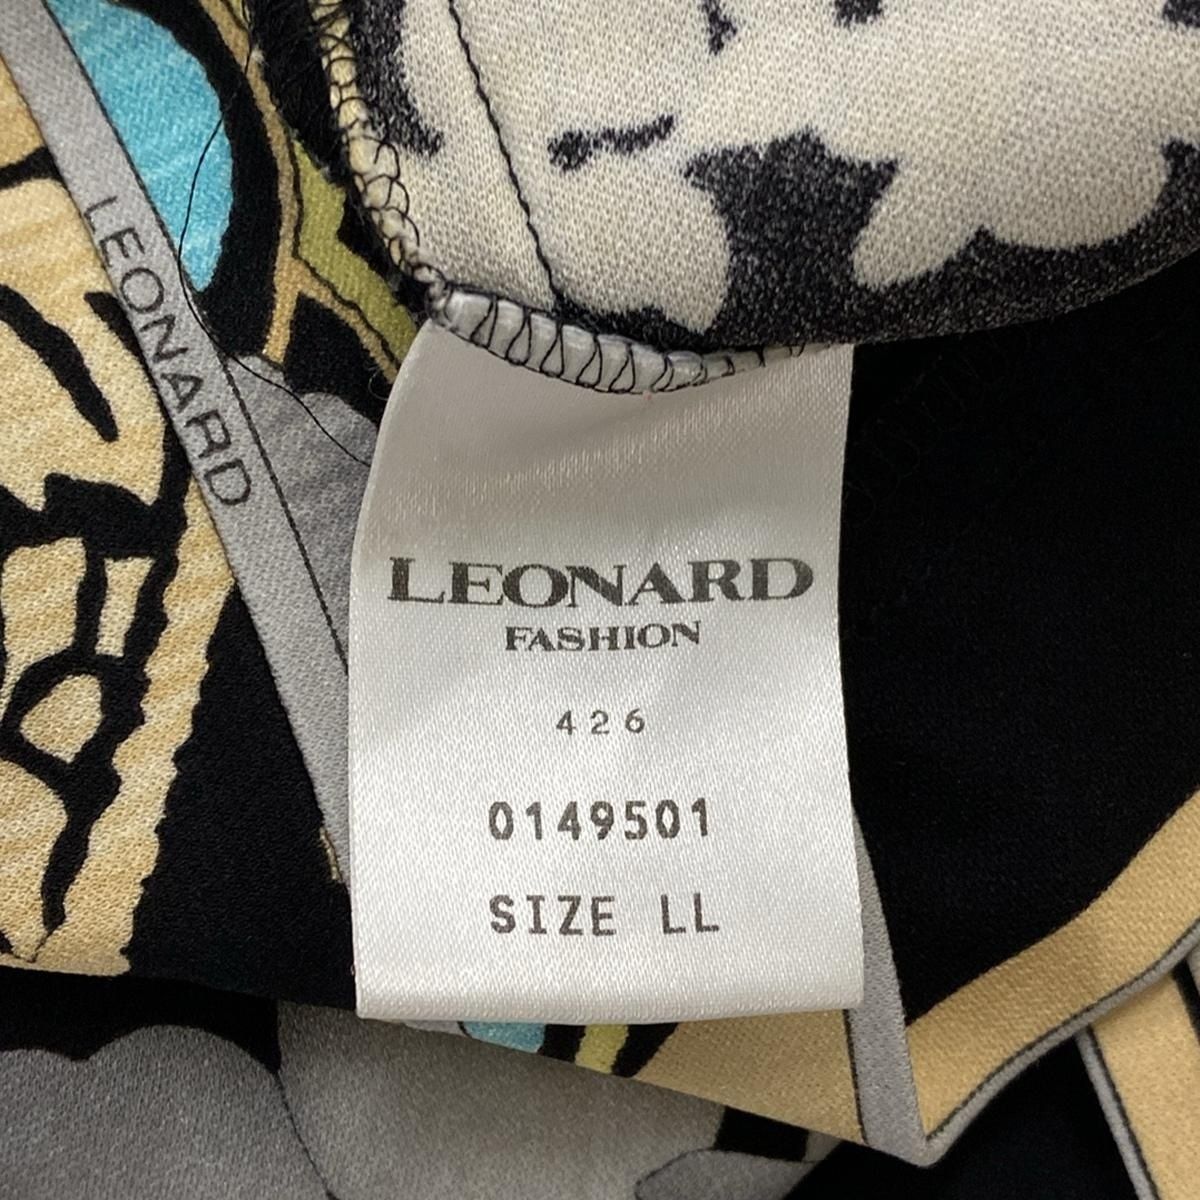 LEONARD
LEONARD
FASHION
426
0149501
SIZE LL